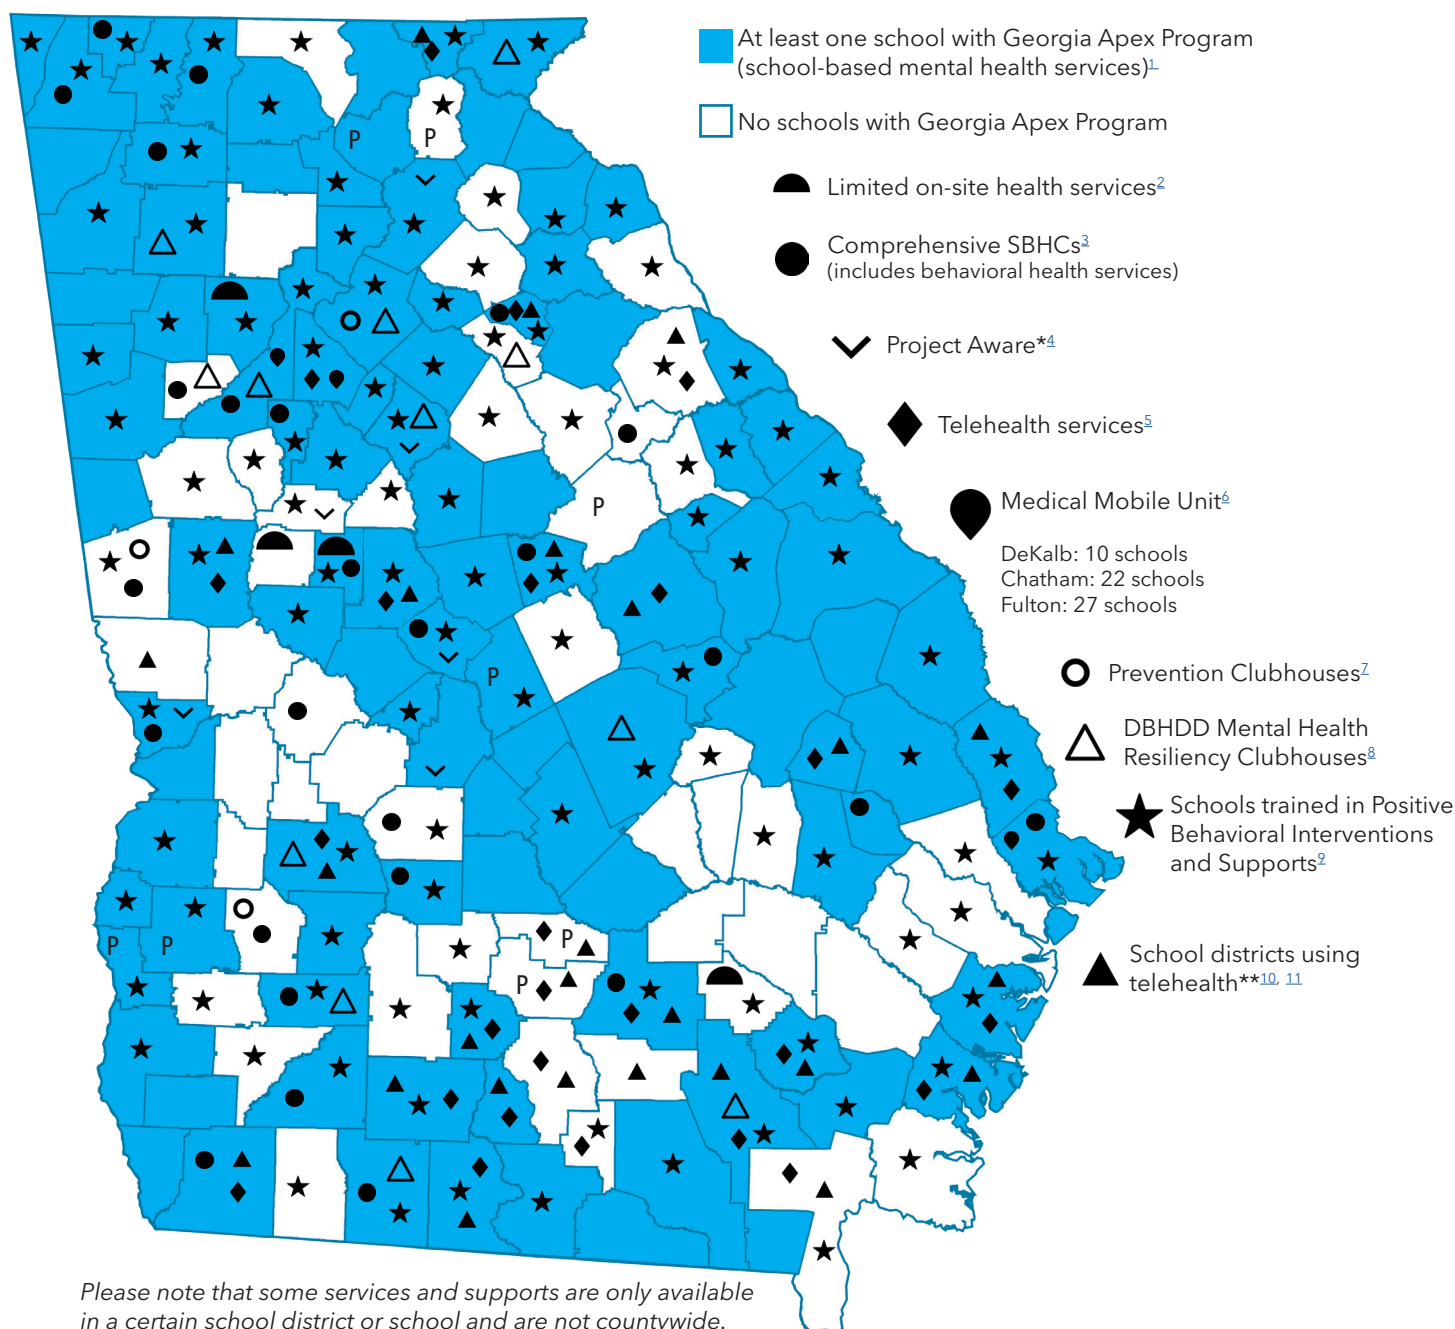 At least one school with Georgia Apex Program
(school-based mental health services)1
No schools with Georgia Apex Program
Limited on-site health services2
Comprehensive SBHCs3
(includes behavioral health services)
Project Aware*4
Telehealth services5
Medical Mobile Unit6
DeKalb: 10 schools
Chatham: 22 schools
Fulton: 27 schools
Prevention Clubhouses7
DBHDD Mental Health
Resiliency Clubhouses8
Schools trained in Positive
Behavioral Interventions
and Supports9
School districts using
telehealth**10, 11
P
P
P
P
P
P
P
P
Please note that some services and supports are only available
in a certain school district or school and are not countywide.